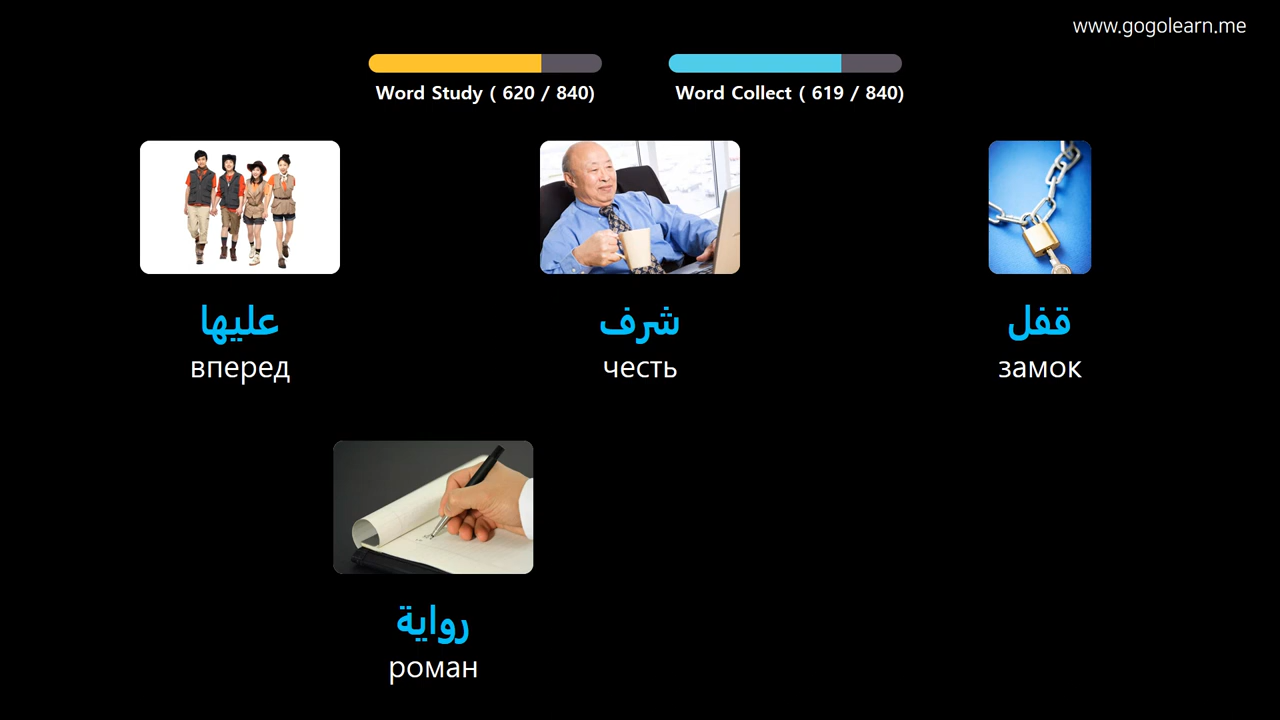 www.gogolearn.me
Word Study ( 620 / 840)
Word Collect ( 619 / 840)
عليها
вперед
شرف
честь
قفل
замок
رواية
роман